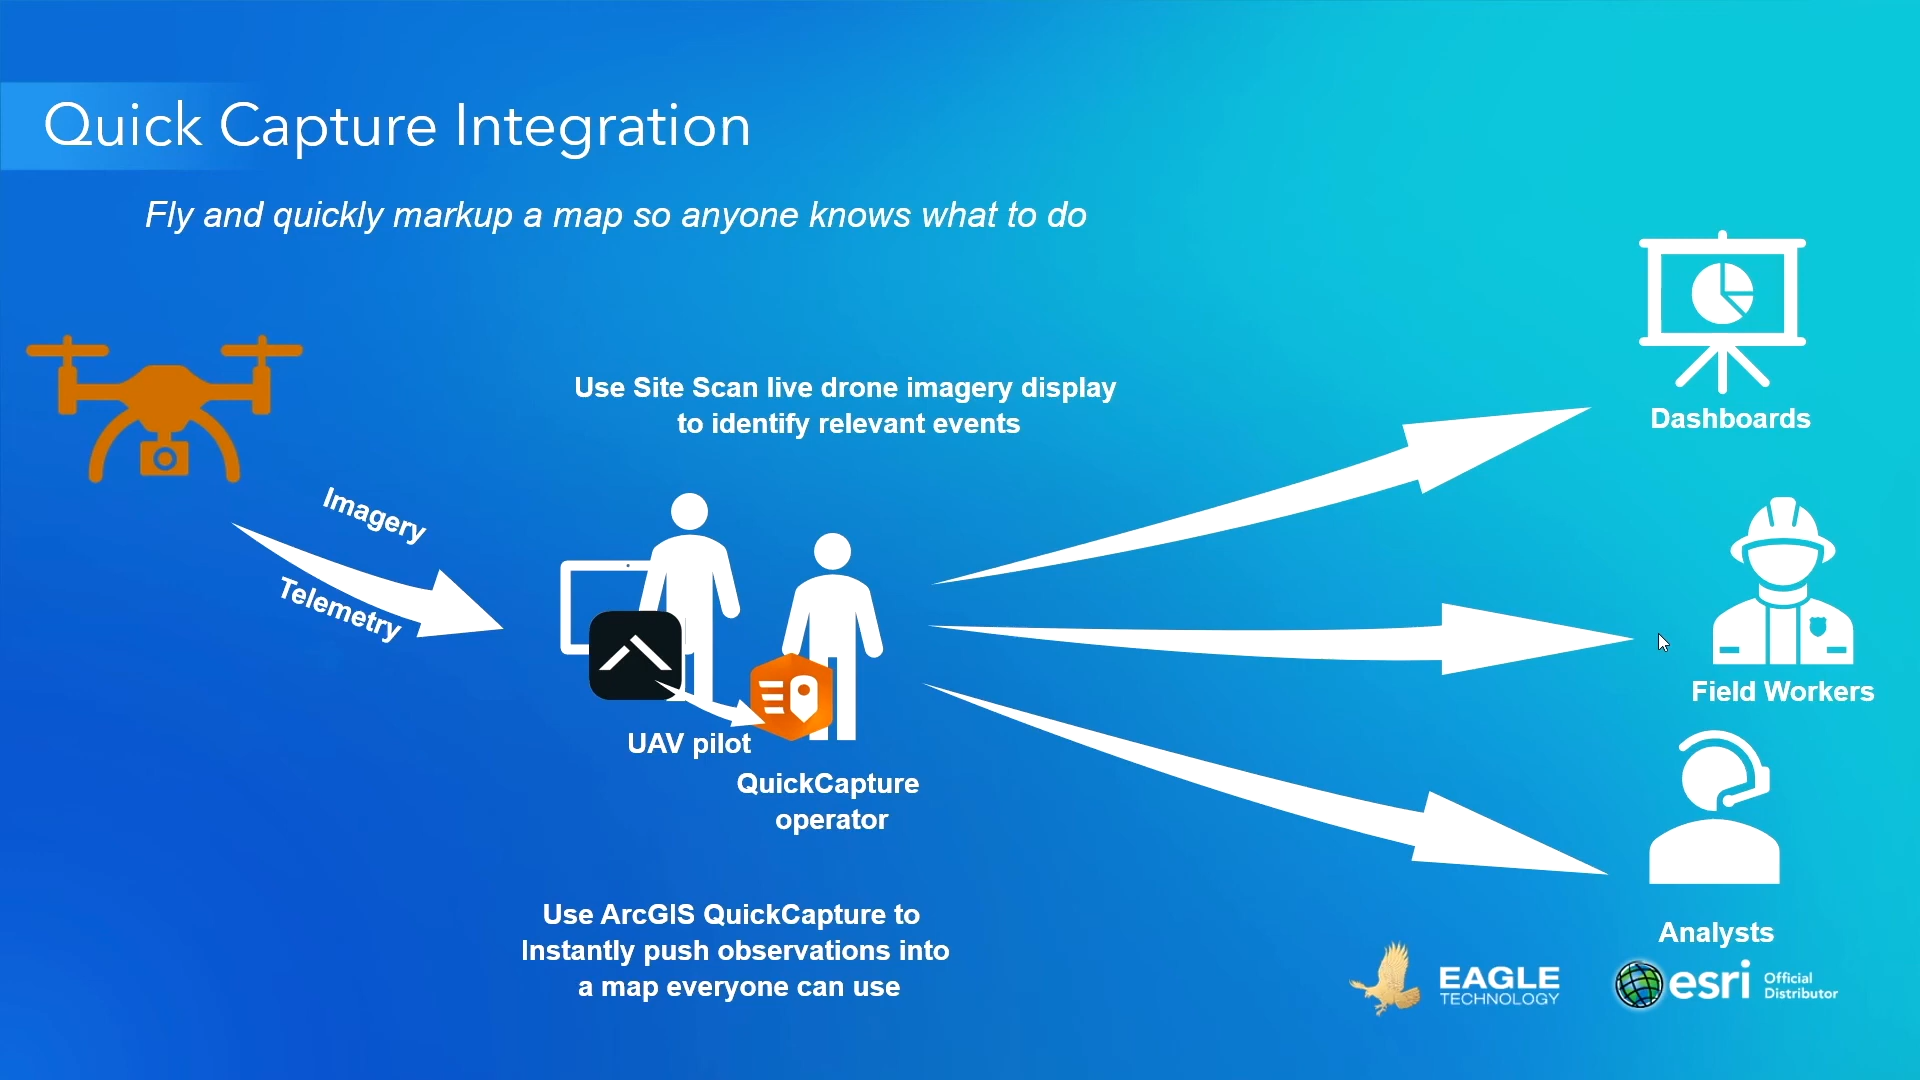 Quick Capture Integration
Fly and quickly markup a map so anyone knows what to do
Use Site Scan live drone imagery display
to identify relevant events
Dashboards
Imagery
Telemetry
Field Workers
UAV pilot
QuickCapture
operator
Use ArcGIS QuickCapture to
Instantly push observations into
a map everyone can use
Analysts
EAGLE
TECHNOLOGY
esri
Official
Distributor